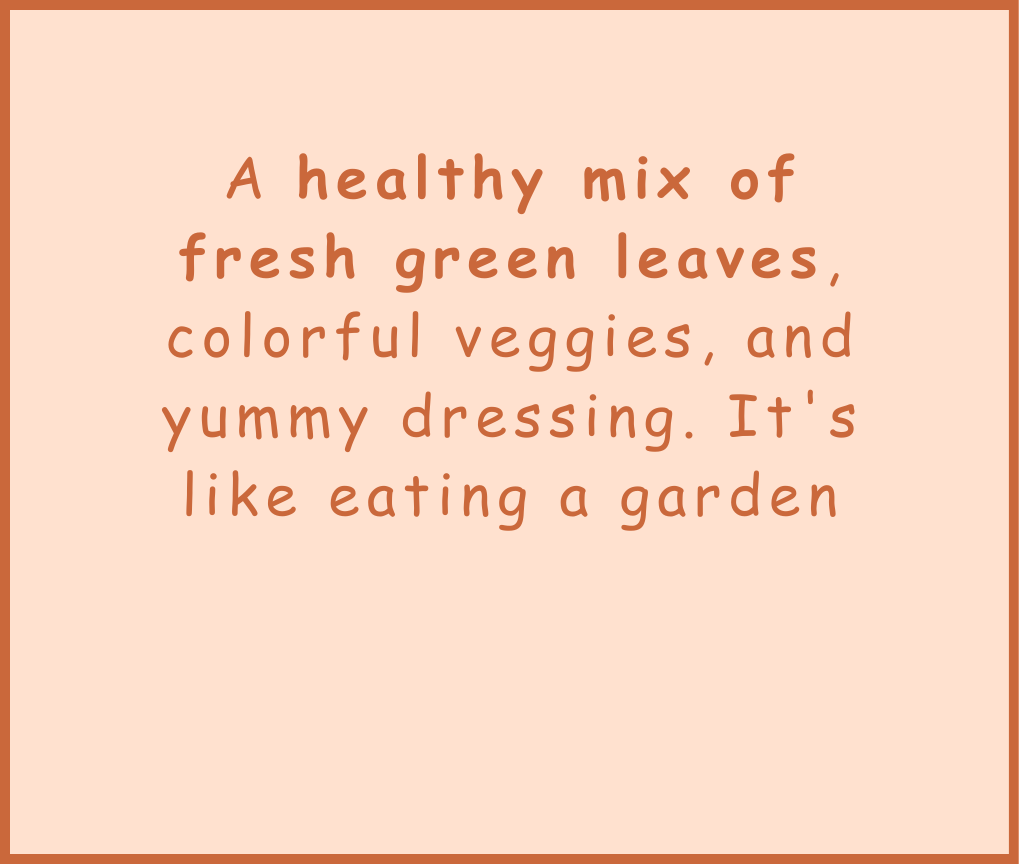 A healthy mix of
fresh green leaves,
colorful veggies, and
yummy dressing. It's
like eating a garden